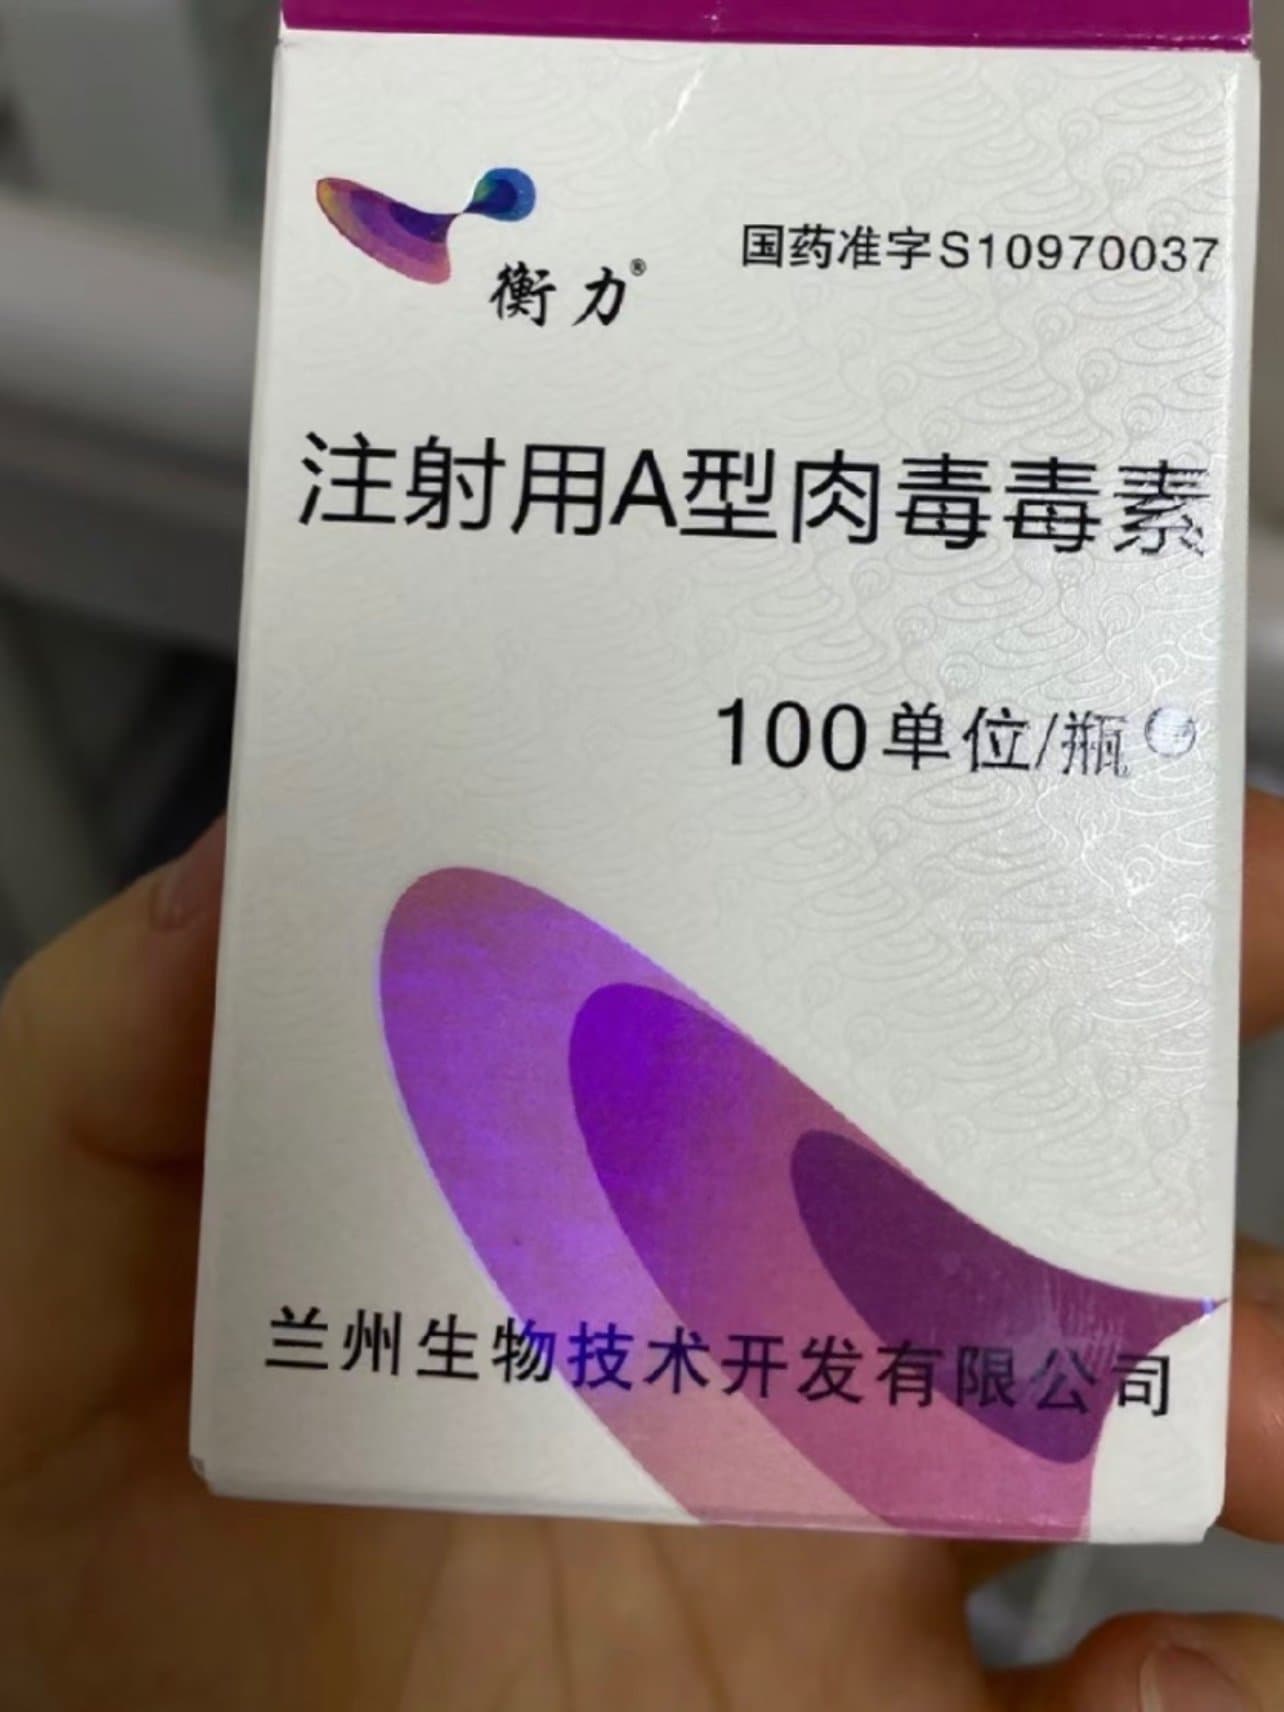 衡力®
国药准字S10970037
注射用A型肉毒毒素
100单位/瓶
兰州生物技术开发有限公司